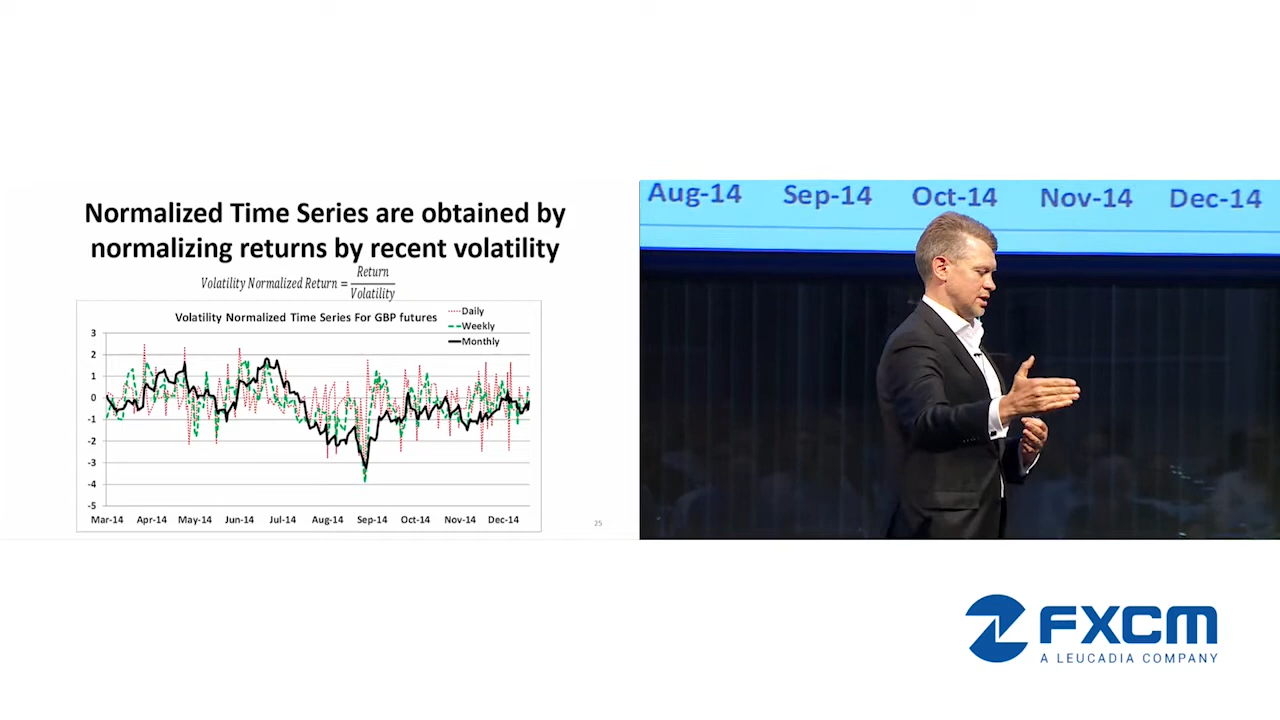 Normalized Time Series are obtained by
normalizing returns by recent volatility
Volatility Normalized Return = Return
Volatility
Volatility Normalized Time Series For GBP futures
Daily
Weekly
Monthly
3
2
1
0
-1
-2
-3
-4
-5
Mar-14 Apr-14 May-14 Jun-14 Jul-14 Aug-14 Sep-14 Oct-14 Nov-14 Dec-14
25
Aug-14 Sep-14 Oct-14 Nov-14 Dec-14
FXCM
A LEUCADIA COMPANY